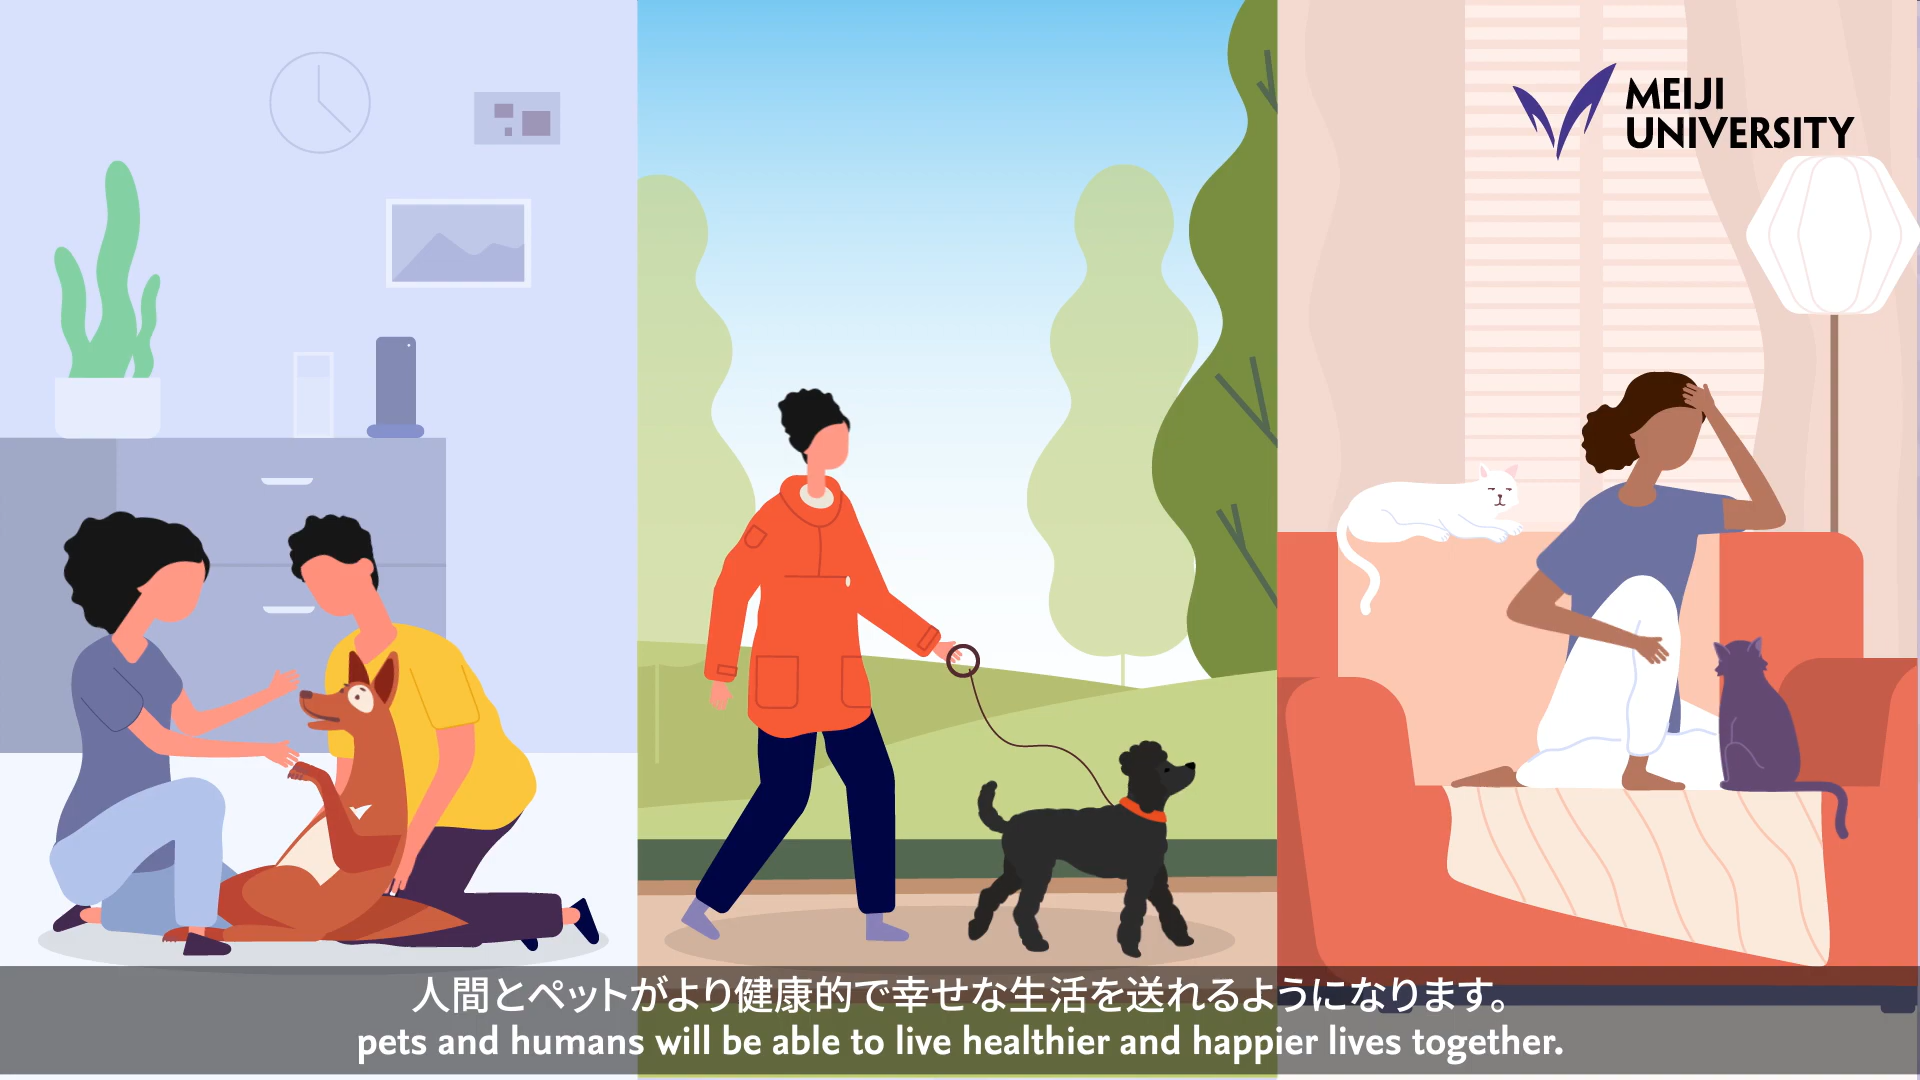 MEIJI
UNIVERSITY
人間とペットがより健康的で幸せな生活を送れるようになります。
pets and humans will be able to live healthier and happier lives together.